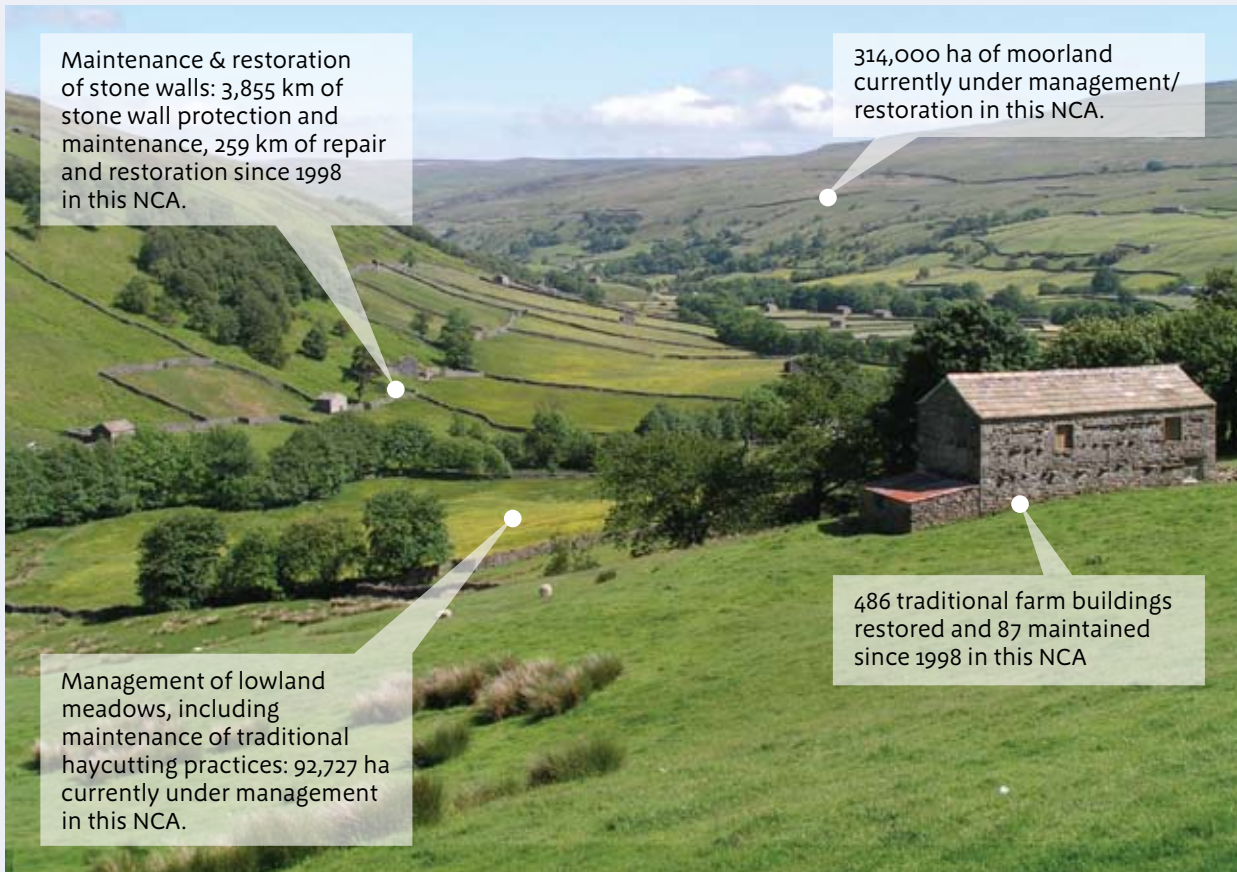 Maintenance & restoration
of stone walls: 3,855 km of
stone wall protection and
maintenance, 259 km of repair
and restoration since 1998
in this NCA.
314,000 ha of moorland
currently under management/
restoration in this NCA.
Management of lowland
meadows, including
maintenance of traditional
haycutting practices: 92,727 ha
currently under management
in this NCA.
486 traditional farm buildings
restored and 87 maintained
since 1998 in this NCA